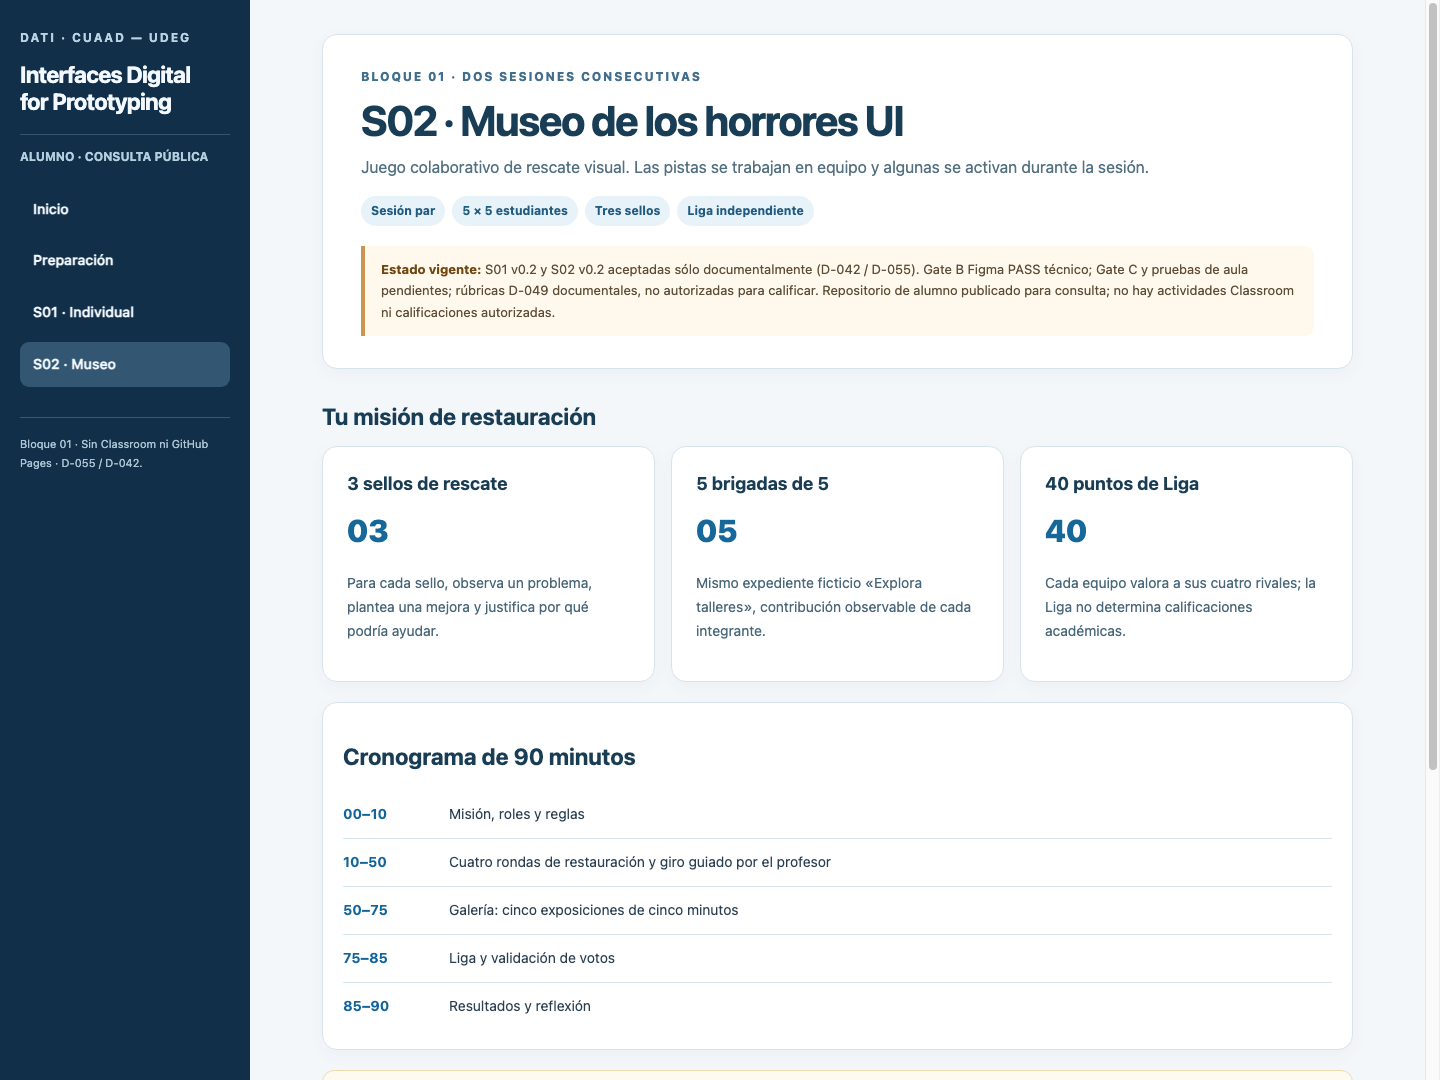 DATI · CUAAD — UDEG
Interfaces Digital
for Prototyping
ALUMNO · CONSULTA PÚBLICA
Inicio
Preparación
S01 · Individual
S02 · Museo
Bloque 01 · Sin Classroom ni GitHub
Pages · D-055 / D-042.
BLOQUE 01 · DOS SESIONES CONSECUTIVAS
S02 · Museo de los horrores UI
Juego colaborativo de rescate visual. Las pistas se trabajan en equipo y algunas se activan durante la sesión.
Sesión par
5 × 5 estudiantes
Tres sellos
Liga independiente
Estado vigente: S01 v0.2 y S02 v0.2 aceptadas sólo documentalmente (D-042 / D-055). Gate B Figma PASS técnico; Gate C y pruebas de aula
pendientes; rúbricas D-049 documentales, no autorizadas para calificar. Repositorio de alumno publicado para consulta; no hay actividades Classroom
ni calificaciones autorizadas.
Tu misión de restauración
3 sellos de rescate
03
Para cada sello, observa un problema,
plantea una mejora y justifica por qué
podría ayudar.
5 brigadas de 5
05
Mismo expediente ficticio «Explora
talleres», contribución observable de cada
integrante.
40 puntos de Liga
40
Cada equipo valora a sus cuatro rivales; la
Liga no determina calificaciones
académicas.
Cronograma de 90 minutos
00–10 Misión, roles y reglas
10–50 Cuatro rondas de restauración y giro guiado por el profesor
50–75 Galería: cinco exposiciones de cinco minutos
75–85 Liga y validación de votos
85–90 Resultados y reflexión